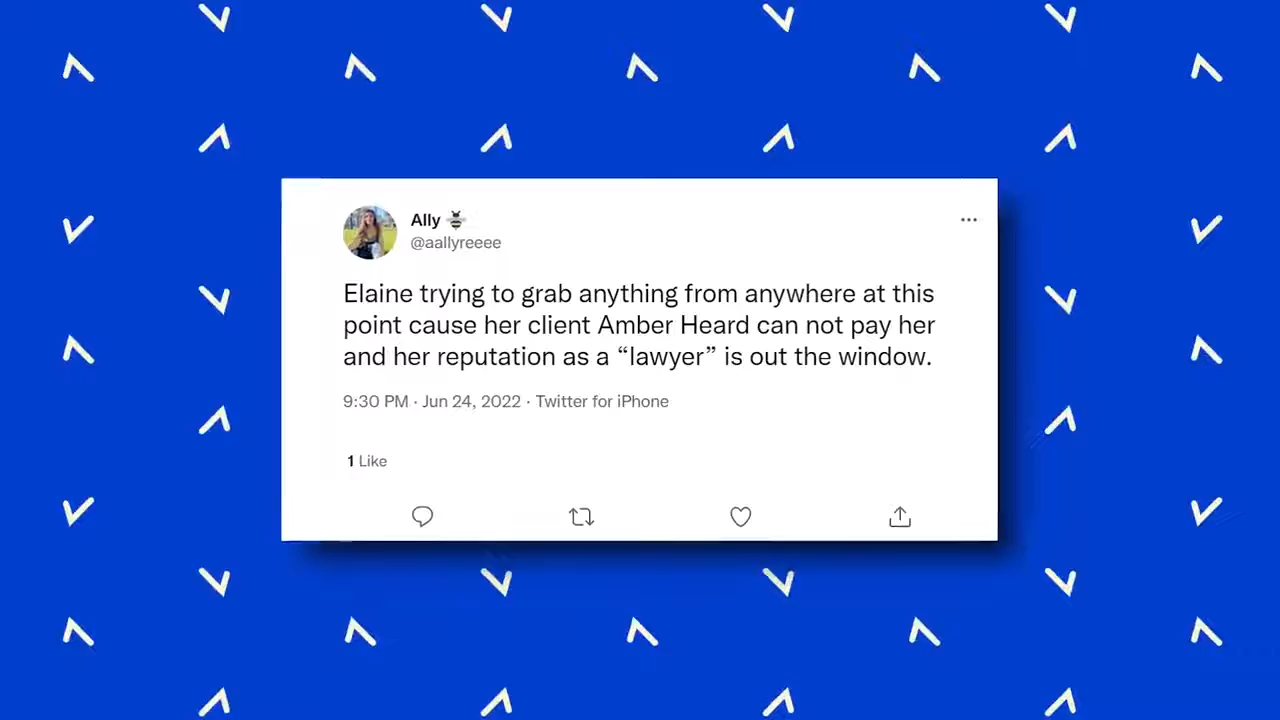 Ally 🐝
@aallyreeee
Elaine trying to grab anything from anywhere at this
point cause her client Amber Heard can not pay her
and her reputation as a “lawyer” is out the window.
9:30 PM · Jun 24, 2022 · Twitter for iPhone
1 Like